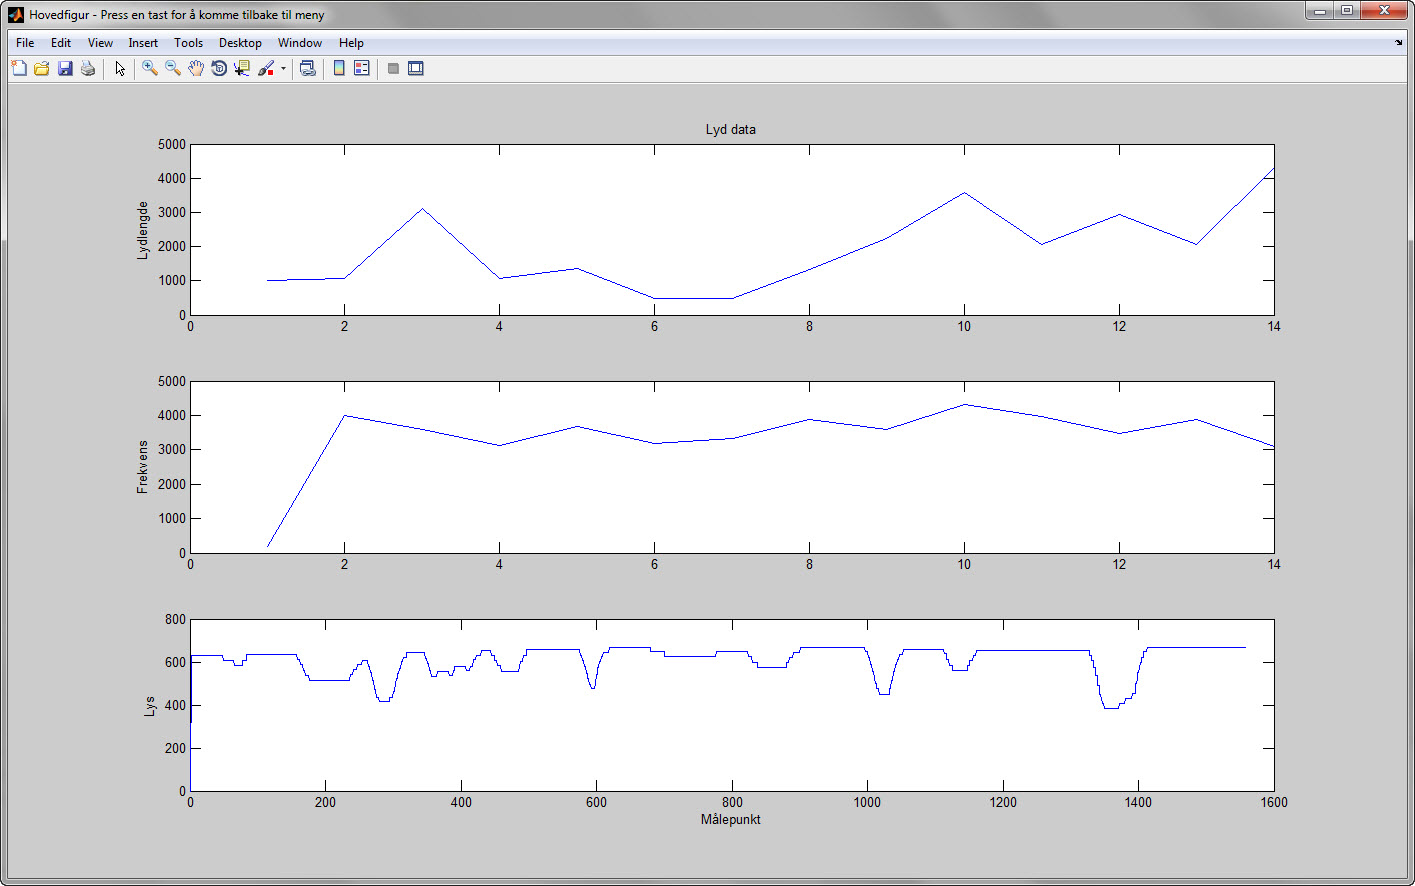 Hovedfigur - Press en tast for å komme tilbake til meny
File Edit View Insert Tools Desktop Window Help
Lyd data
Lydlengde
5000
4000
3000
2000
1000
0
0 2 4 6 8 10 12 14
Frekvens
5000
4000
3000
2000
1000
0
0 2 4 6 8 10 12 14
Lys
800
600
400
200
0
0 200 400 600 800 1000 1200 1400 1600
Målepunkt